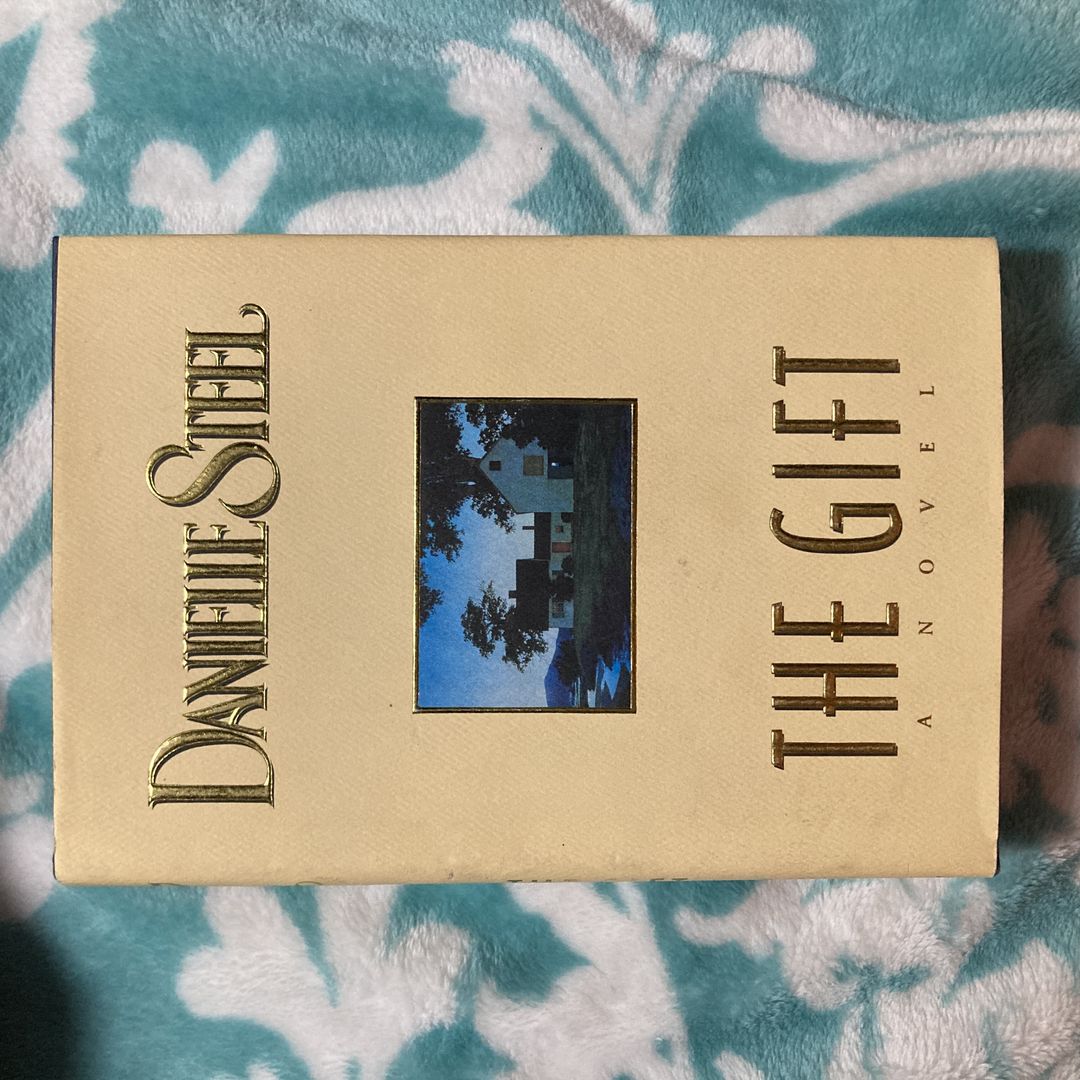 DANIELLE STEEL
THE GIFT
A NOVEL